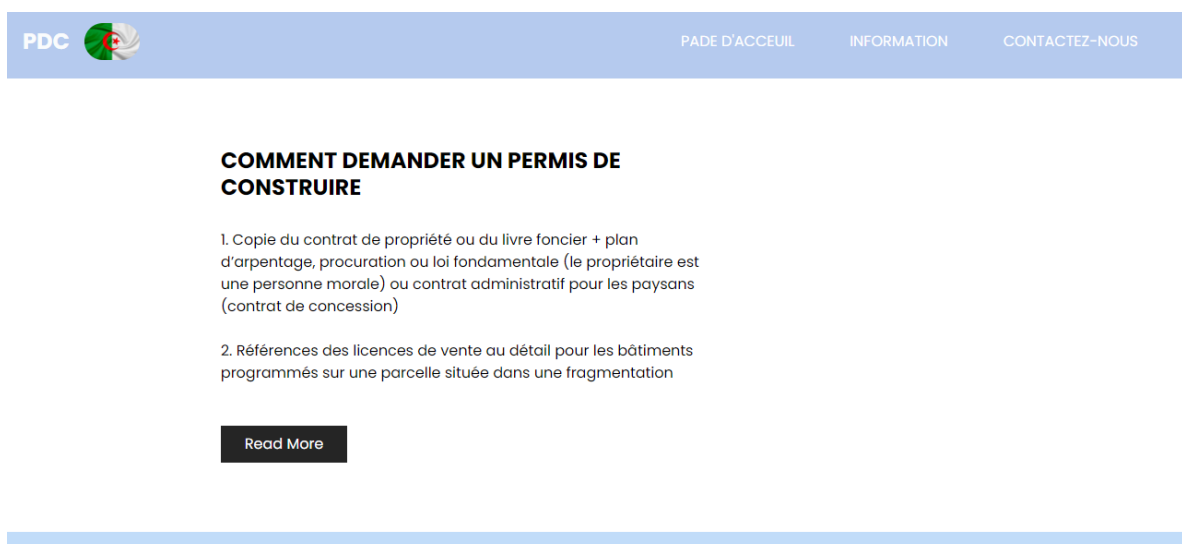 PDC
PADE D'ACCEUIL
INFORMATION
CONTACTEZ-NOUS
COMMENT DEMANDER UN PERMIS DE
CONSTRUIRE
1. Copie du contrat de propriété ou du livre foncier + plan
d'arpentage, procuration ou loi fondamentale (le propriétaire est
une personne morale) ou contrat administratif pour les paysans
(contrat de concession)
2. Références des licences de vente au détail pour les bâtiments
programmés sur une parcelle située dans une fragmentation
Read More